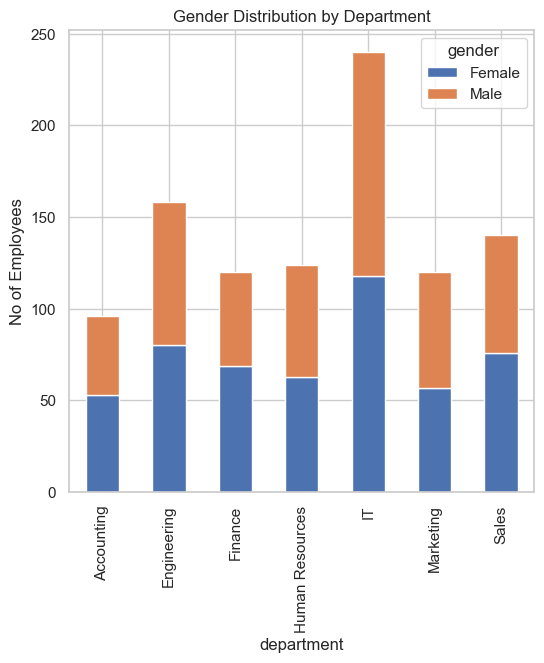 Gender Distribution by Department
gender
Female
Male
No of Employees
250
200
150
100
50
0
Accounting
Engineering
Finance
Human Resources
IT
Marketing
Sales
department